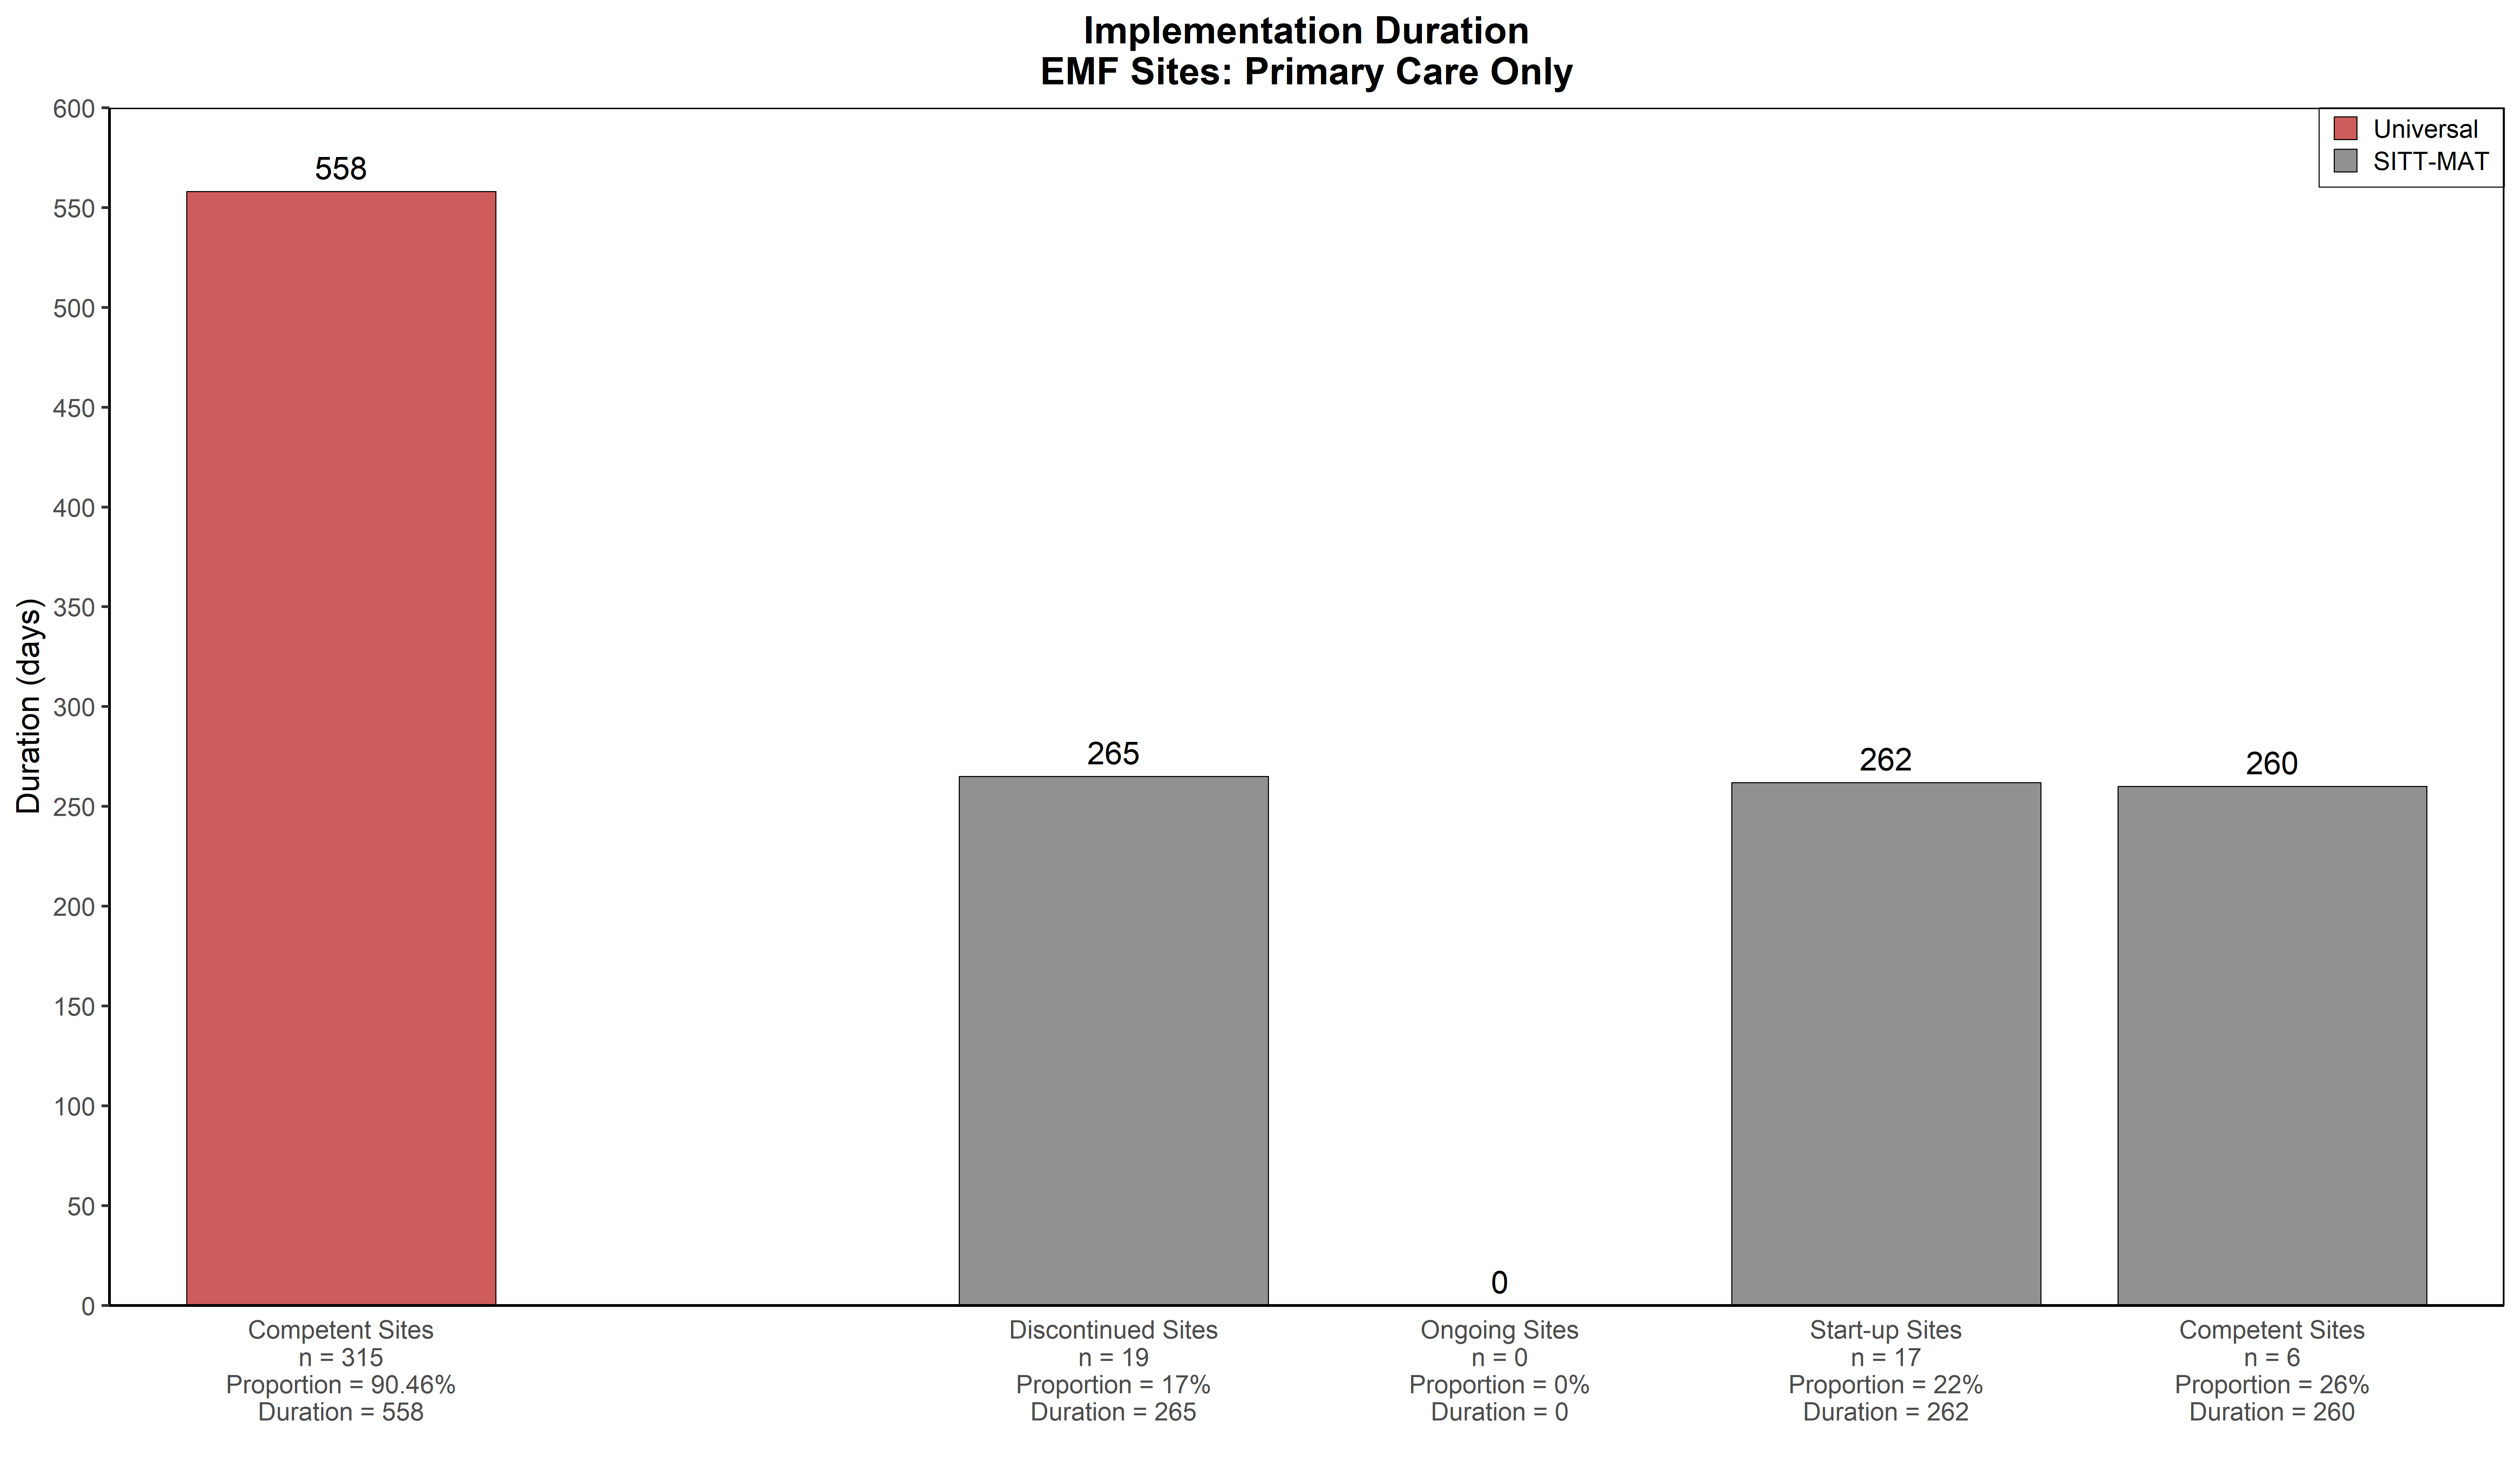 Implementation Duration
EMF Sites: Primary Care Only
Universal
SITT-MAT
Duration (days)
600
550
500
450
400
350
300
250
200
150
100
50
0
558
265
0
262
260
Competent Sites
n = 315
Proportion = 90.46%
Duration = 558
Discontinued Sites
n = 19
Proportion = 17%
Duration = 265
Ongoing Sites
n = 0
Proportion = 0%
Duration = 0
Start-up Sites
n = 17
Proportion = 22%
Duration = 262
Competent Sites
n = 6
Proportion = 26%
Duration = 260